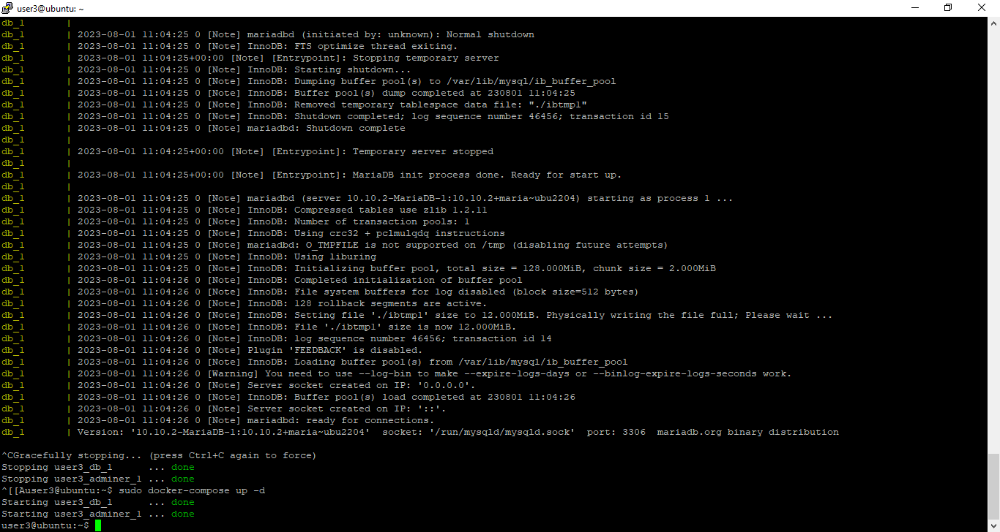 user3@ubuntu: ~
db_1 |
db_1 | 2023-08-01 11:04:25 0 [Note] mariadbd (initiated by: unknown): Normal shutdown
db_1 | 2023-08-01 11:04:25 0 [Note] InnoDB: FTS optimize thread exiting.
db_1 | 2023-08-01 11:04:25+00:00 [Note] [Entrypoint]: Stopping temporary server
db_1 | 2023-08-01 11:04:25 0 [Note] InnoDB: Starting shutdown...
db_1 | 2023-08-01 11:04:25 0 [Note] InnoDB: Dumping buffer pool(s) to /var/lib/mysql/ib_buffer_pool
db_1 | 2023-08-01 11:04:25 0 [Note] InnoDB: Buffer pool(s) dump completed at 230801 11:04:25
db_1 | 2023-08-01 11:04:25 0 [Note] InnoDB: Removed temporary tablespace data file: "./ibtmp1"
db_1 | 2023-08-01 11:04:25 0 [Note] InnoDB: Shutdown completed; log sequence number 46456; transaction id 15
db_1 | 2023-08-01 11:04:25 0 [Note] mariadbd: Shutdown complete
db_1 |
db_1 | 2023-08-01 11:04:25+00:00 [Note] [Entrypoint]: Temporary server stopped
db_1 |
db_1 | 2023-08-01 11:04:25+00:00 [Note] [Entrypoint]: MariaDB init process done. Ready for start up.
db_1 |
db_1 | 2023-08-01 11:04:25 0 [Note] mariadbd (server 10.10.2-MariaDB-1:10.10.2+maria~ubu2204) starting as process 1 ...
db_1 | 2023-08-01 11:04:25 0 [Note] InnoDB: Compressed tables use zlib 1.2.11
db_1 | 2023-08-01 11:04:25 0 [Note] InnoDB: Number of transaction pools: 1
db_1 | 2023-08-01 11:04:25 0 [Note] InnoDB: Using crc32 + pclmulqdq instructions
db_1 | 2023-08-01 11:04:25 0 [Note] mariadbd: O_TMPFILE is not supported on /tmp (disabling future attempts)
db_1 | 2023-08-01 11:04:25 0 [Note] InnoDB: Using liburing
db_1 | 2023-08-01 11:04:25 0 [Note] InnoDB: Initializing buffer pool, total size = 128.000MiB, chunk size = 2.000MiB
db_1 | 2023-08-01 11:04:26 0 [Note] InnoDB: Completed initialization of buffer pool
db_1 | 2023-08-01 11:04:26 0 [Note] InnoDB: File system buffers for log disabled (block size=512 bytes)
db_1 | 2023-08-01 11:04:26 0 [Note] InnoDB: 128 rollback segments are active.
db_1 | 2023-08-01 11:04:26 0 [Note] InnoDB: Setting file './ibtmp1' size to 12.000MiB. Physically writing the file full; Please wait ...
db_1 | 2023-08-01 11:04:26 0 [Note] InnoDB: File './ibtmp1' size is now 12.000MiB.
db_1 | 2023-08-01 11:04:26 0 [Note] InnoDB: log sequence number 46456; transaction id 14
db_1 | 2023-08-01 11:04:26 0 [Note] Plugin 'FEEDBACK' is disabled.
db_1 | 2023-08-01 11:04:26 0 [Note] InnoDB: Loading buffer pool(s) from /var/lib/mysql/ib_buffer_pool
db_1 | 2023-08-01 11:04:26 0 [Warning] You need to use --log-bin to make --expire-logs-days or --binlog-expire-logs-seconds work.
db_1 | 2023-08-01 11:04:26 0 [Note] Server socket created on IP: '0.0.0.0'.
db_1 | 2023-08-01 11:04:26 0 [Note] InnoDB: Buffer pool(s) load completed at 230801 11:04:26
db_1 | 2023-08-01 11:04:26 0 [Note] Server socket created on IP: '::'.
db_1 | 2023-08-01 11:04:26 0 [Note] mariadbd: ready for connections.
db_1 | Version: '10.10.2-MariaDB-1:10.10.2+maria~ubu2204'  socket: '/run/mysqld/mysqld.sock'  port: 3306  mariadb.org binary distribution
^CGracefully stopping... (press Ctrl+C again to force)
Stopping user3_db_1 ... done
Stopping user3_adminer_1 ... done
^[[Auser3@ubuntu:~$ sudo docker-compose up -d
Starting user3_db_1 ... done
Starting user3_adminer_1 ... done
user3@ubuntu:~$